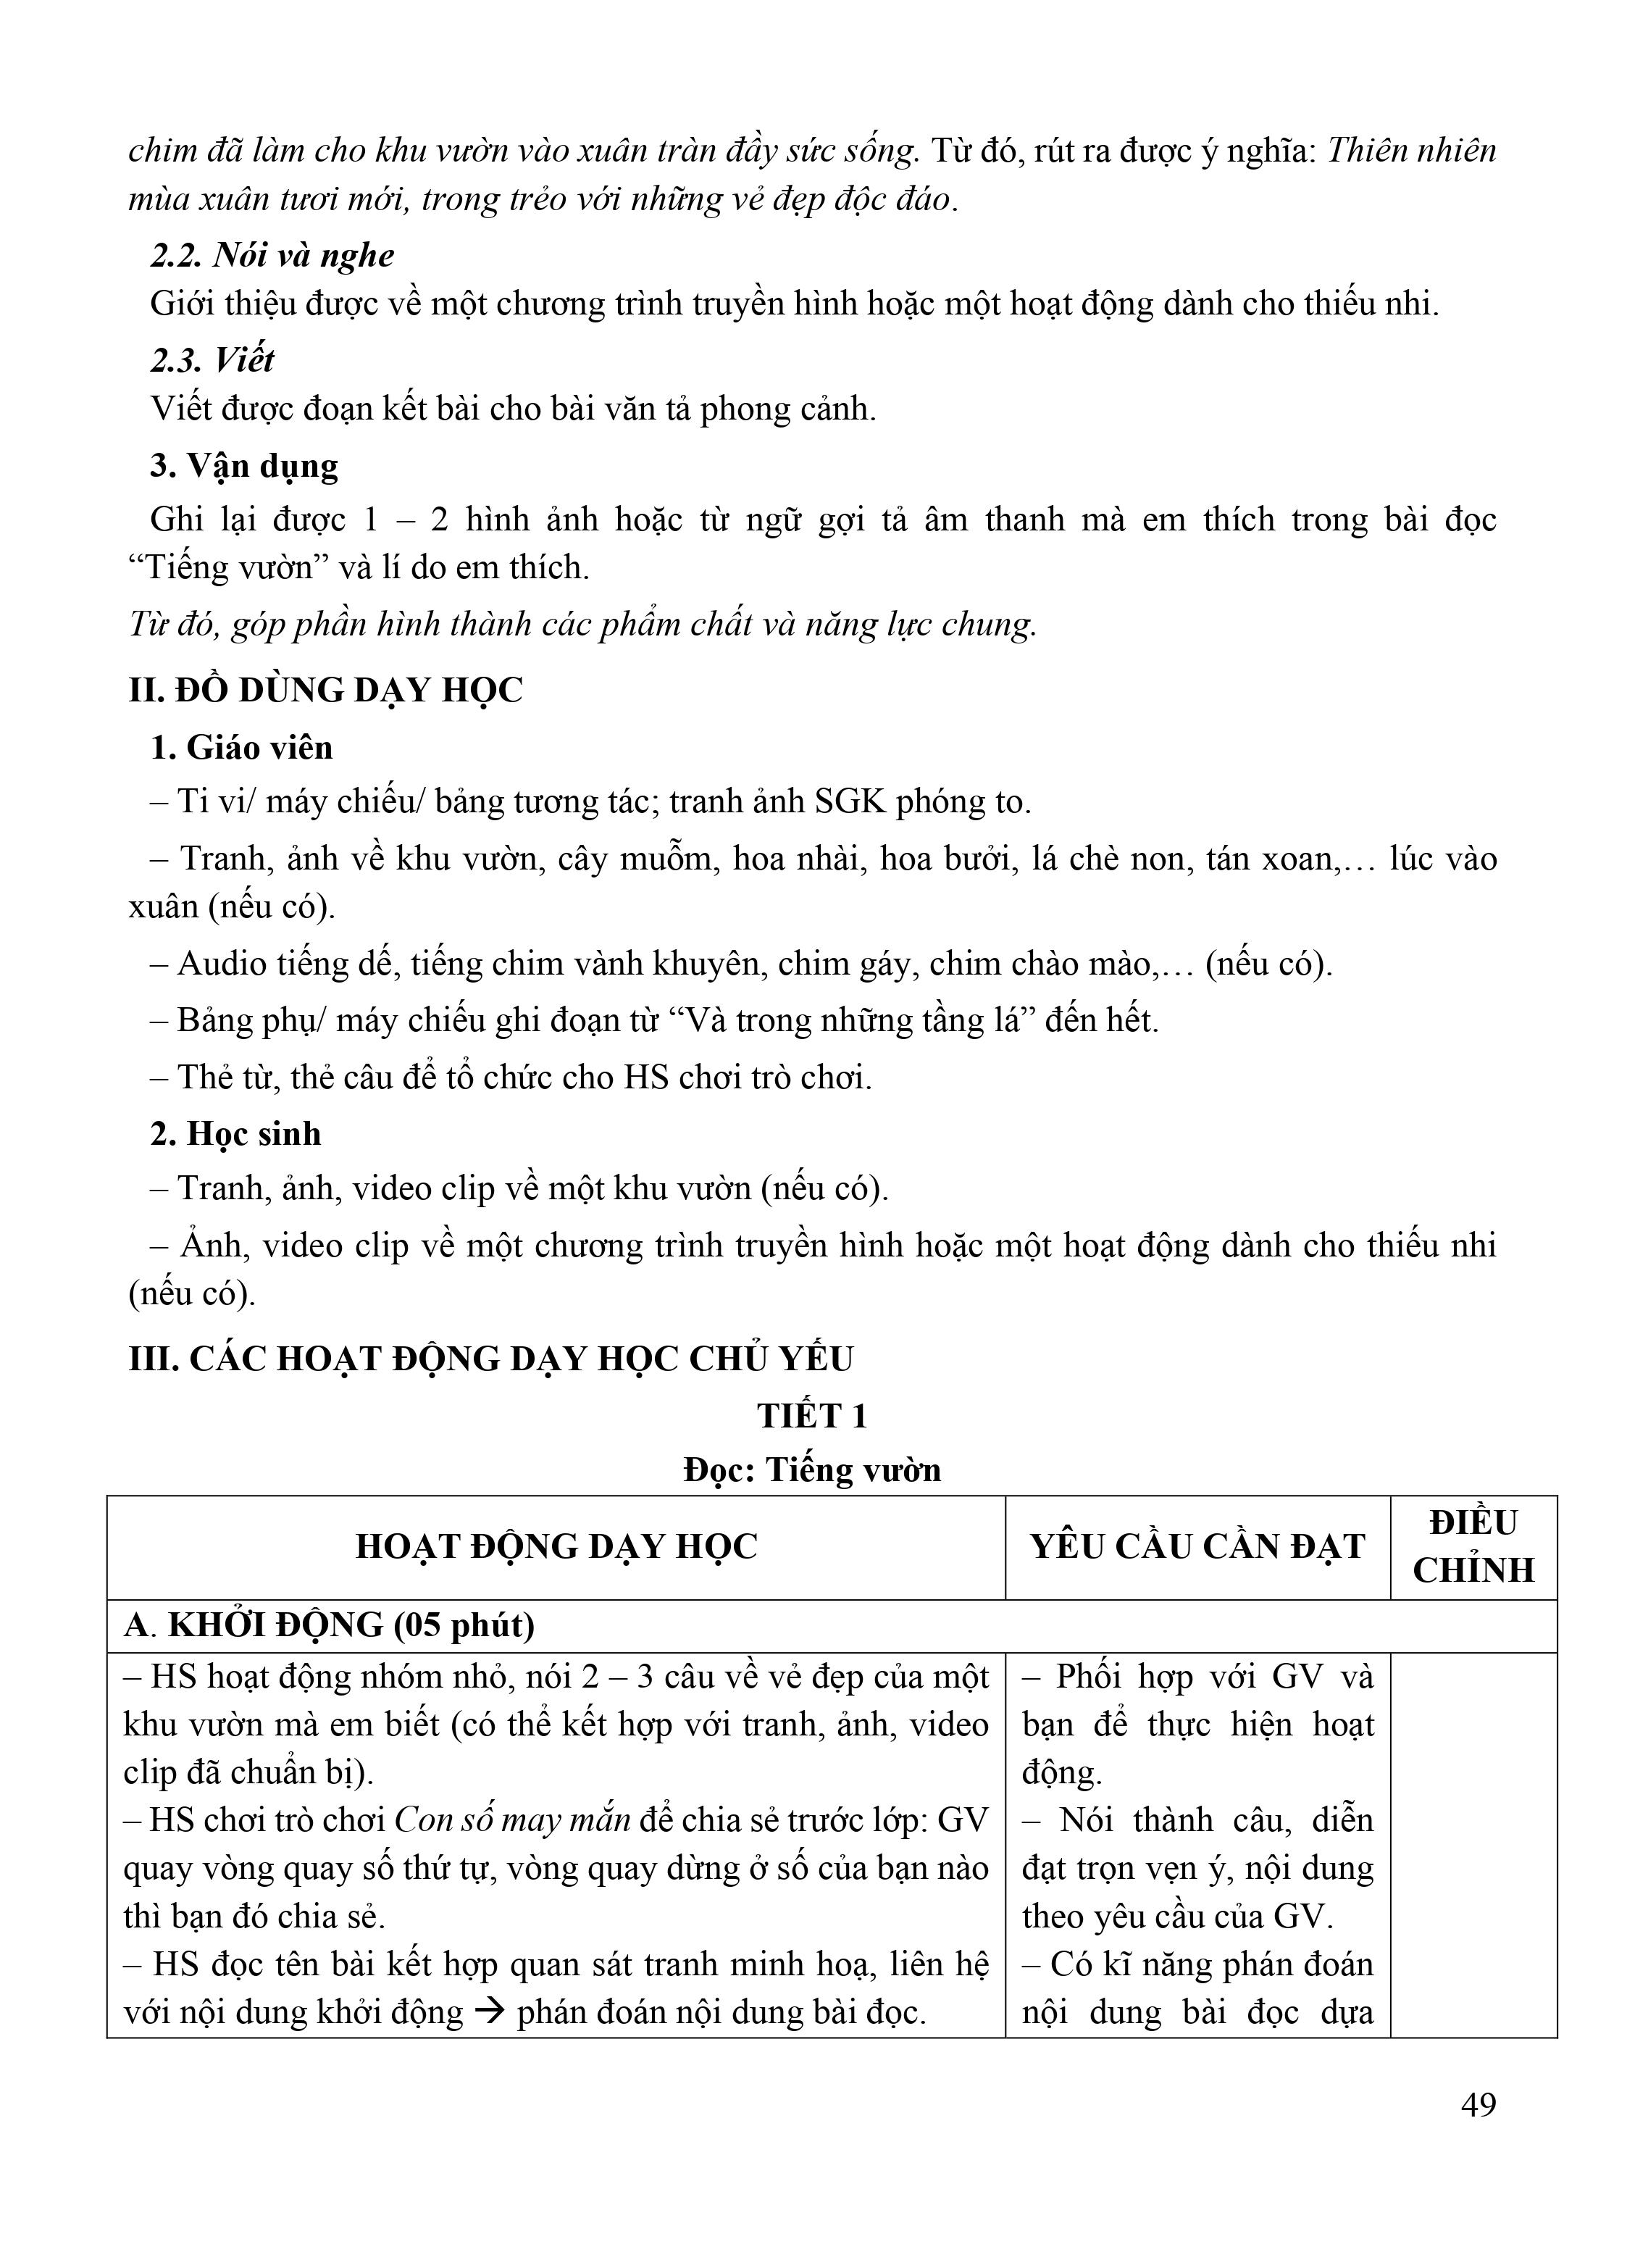 chim đã làm cho khu vườn vào xuân tràn đầy sức sống. Từ đó, rút ra được ý nghĩa: Thiên nhiên
mùa xuân tươi mới, trong trẻo với những vẻ đẹp độc đáo.
2.2. Nói và nghe
Giới thiệu được về một chương trình truyền hình hoặc một hoạt động dành cho thiếu nhi.
2.3. Viết
Viết được đoạn kết bài cho bài văn tả phong cảnh.
3. Vận dụng
Ghi lại được 1 – 2 hình ảnh hoặc từ ngữ gợi tả âm thanh mà em thích trong bài đọc
“Tiếng vườn” và lí do em thích.
Từ đó, góp phần hình thành các phẩm chất và năng lực chung.
II. ĐỒ DÙNG DẠY HỌC
1. Giáo viên
– Ti vi/ máy chiếu/ bảng tương tác; tranh ảnh SGK phóng to.
– Tranh, ảnh về khu vườn, cây muỗm, hoa nhài, hoa bưởi, lá chè non, tán xoan,… lúc vào
xuân (nếu có).
– Audio tiếng dế, tiếng chim vành khuyên, chim gáy, chim chào mào,… (nếu có).
– Bảng phụ/ máy chiếu ghi đoạn từ “Và trong những tầng lá” đến hết.
– Thẻ từ, thẻ câu để tổ chức cho HS chơi trò chơi.
2. Học sinh
– Tranh, ảnh, video clip về một khu vườn (nếu có).
– Ảnh, video clip về một chương trình truyền hình hoặc một hoạt động dành cho thiếu nhi
(nếu có).
III. CÁC HOẠT ĐỘNG DẠY HỌC CHỦ YẾU
TIẾT 1
Đọc: Tiếng vườn
HOẠT ĐỘNG DẠY HỌC
YÊU CẦU CẦN ĐẠT
ĐIỀU
CHỈNH
A. KHỞI ĐỘNG (05 phút)
– HS hoạt động nhóm nhỏ, nói 2 – 3 câu về vẻ đẹp của một
khu vườn mà em biết (có thể kết hợp với tranh, ảnh, video
clip đã chuẩn bị).
– HS chơi trò chơi Con số may mắn để chia sẻ trước lớp: GV
quay vòng quay số thứ tự, vòng quay dừng ở số của bạn nào
thì bạn đó chia sẻ.
– HS đọc tên bài kết hợp quan sát tranh minh hoạ, liên hệ
với nội dung khởi động → phán đoán nội dung bài đọc.
– Phối hợp với GV và
bạn để thực hiện hoạt
động.
– Nói thành câu, diễn
đạt trọn vẹn ý, nội dung
theo yêu cầu của GV.
– Có kĩ năng phán đoán
nội dung bài đọc dựa
49